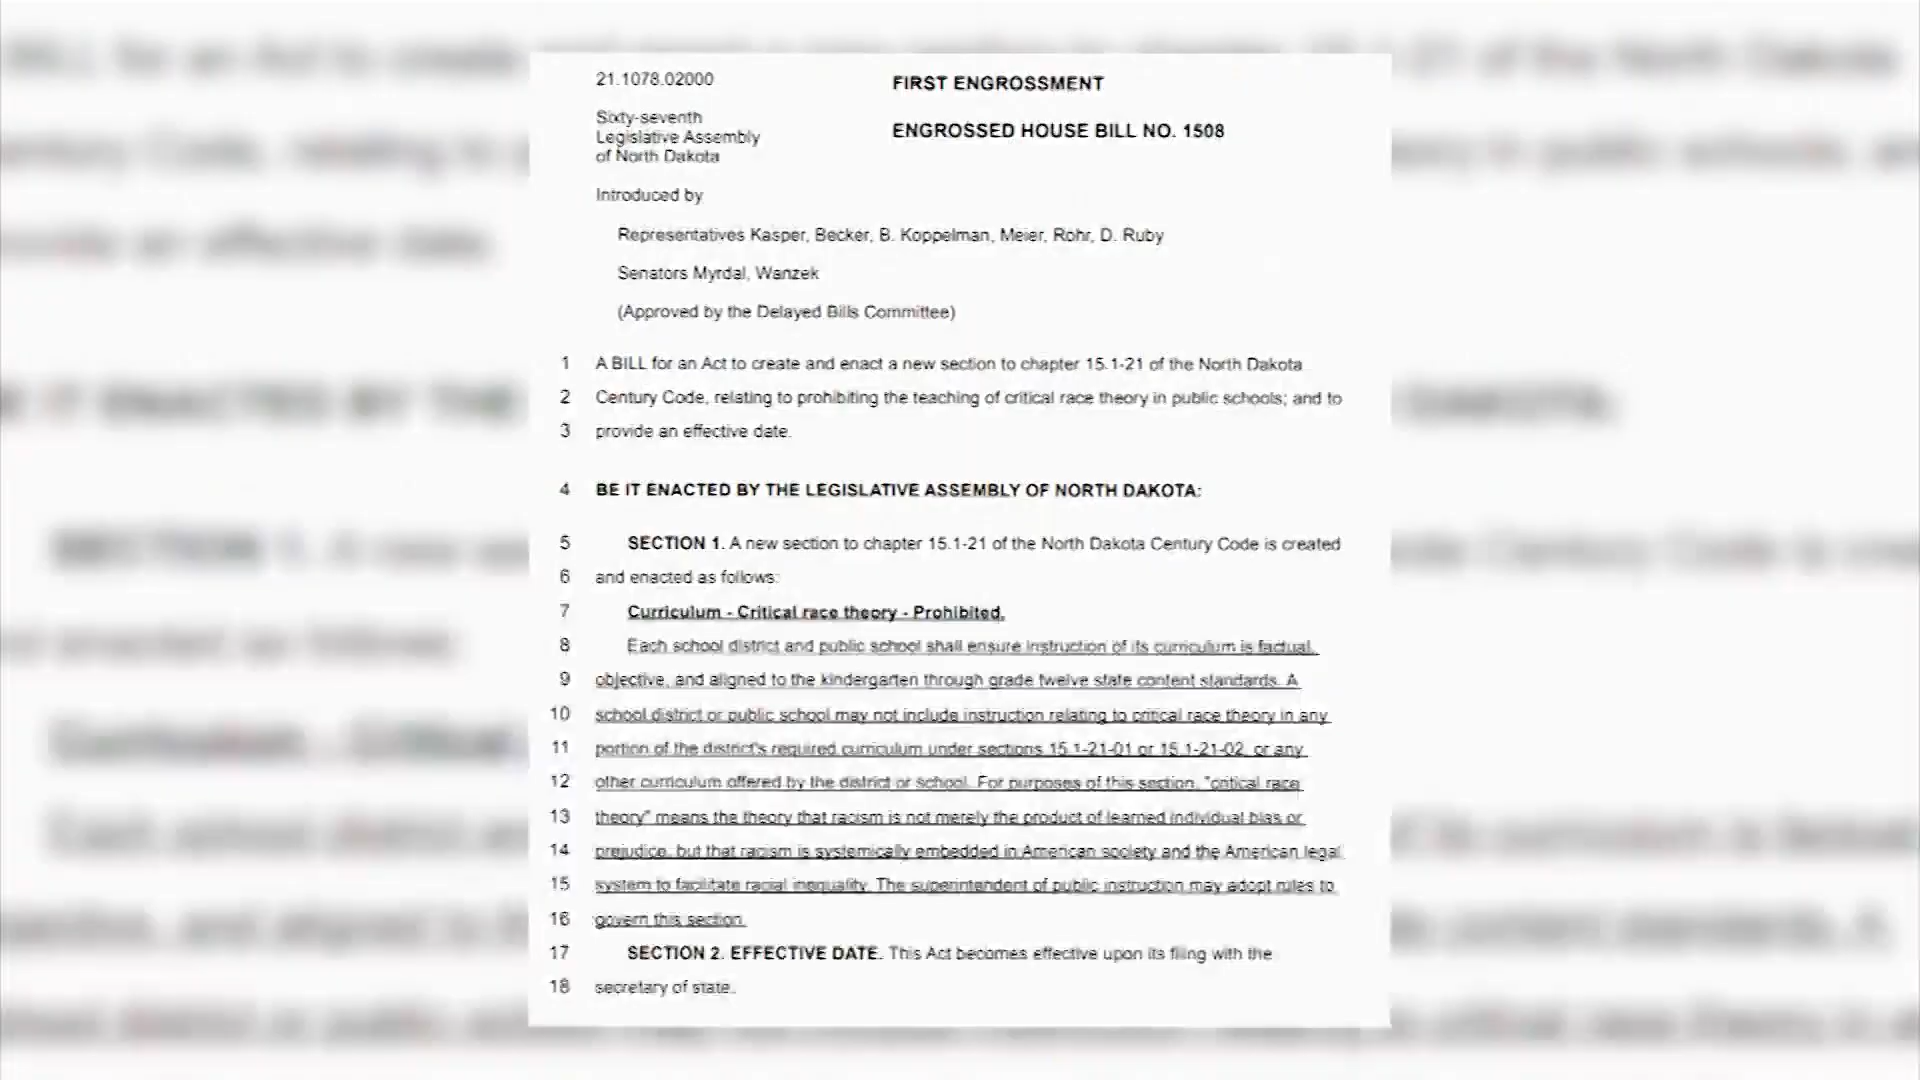 21.1078.02000
FIRST ENGROSSMENT
Sixty-seventh
Legislative Assembly
of North Dakota
ENGROSSED HOUSE BILL NO. 1508
Introduced by
Representatives Kasper, Becker, B. Koppelman, Meier, Rohr, D. Ruby
Senators Myrdal, Wanzek
(Approved by the Delayed Bills Committee)
1 A BILL for an Act to create and enact a new section to chapter 15.1-21 of the North Dakota
2 Century Code, relating to prohibiting the teaching of critical race theory in public schools; and to
3 provide an effective date.
4 BE IT ENACTED BY THE LEGISLATIVE ASSEMBLY OF NORTH DAKOTA:
5 SECTION 1. A new section to chapter 15.1-21 of the North Dakota Century Code is created
6 and enacted as follows:
7 Curriculum - Critical race theory - Prohibited.
8 Each school district and public school shall ensure instruction of its curriculum is factual,
9 objective, and aligned to the kindergarten through grade twelve state content standards. A
10 school district or public school may not include instruction relating to critical race theory in any
11 portion of the district's required curriculum under sections 15.1-21-01 or 15.1-21-02, or any
12 other curriculum offered by the district or school. For purposes of this section, "critical race
13 theory" means the theory that racism is not merely the product of learned individual bias or
14 prejudice, but that racism is systemically embedded in American society and the American legal
15 system to facilitate racial inequality. The superintendent of public instruction may adopt rules to
16 govern this section.
17 SECTION 2. EFFECTIVE DATE. This Act becomes effective upon its filing with the
18 secretary of state.